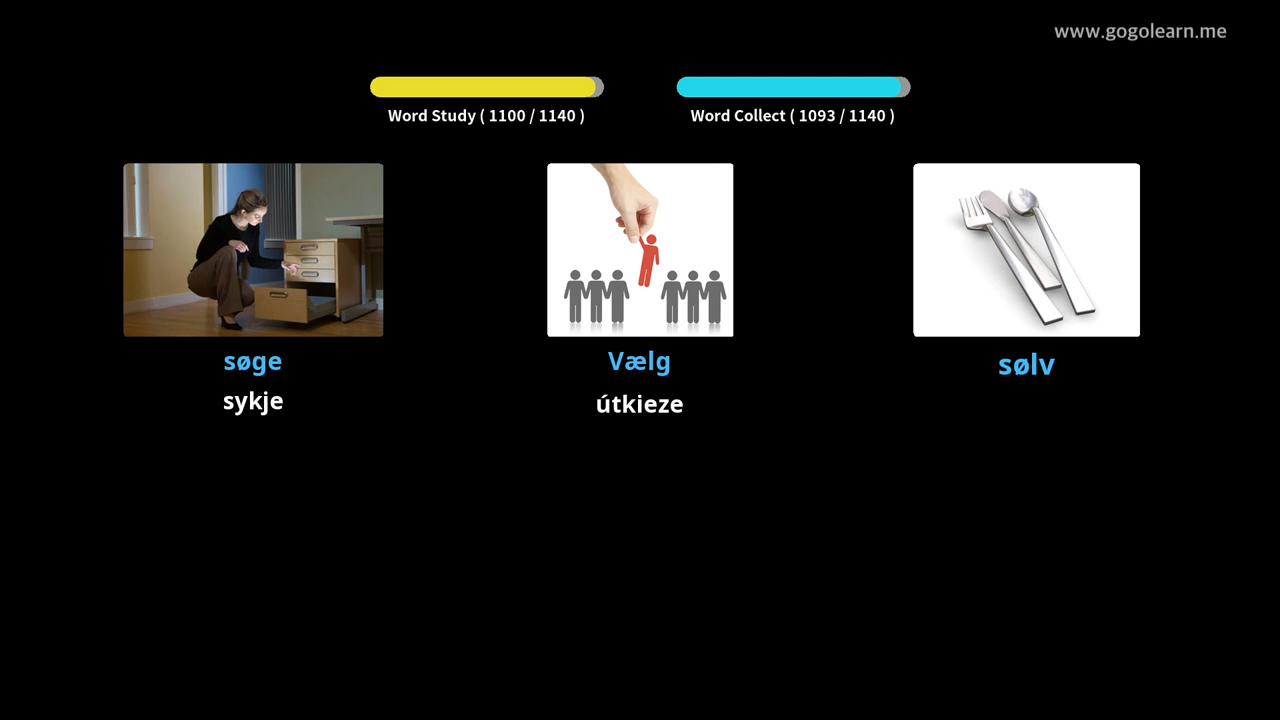 www.gogolearn.me
Word Study ( 1100 / 1140 )
Word Collect ( 1093 / 1140 )
søge
sykje
Vælg
útkieze
sølv